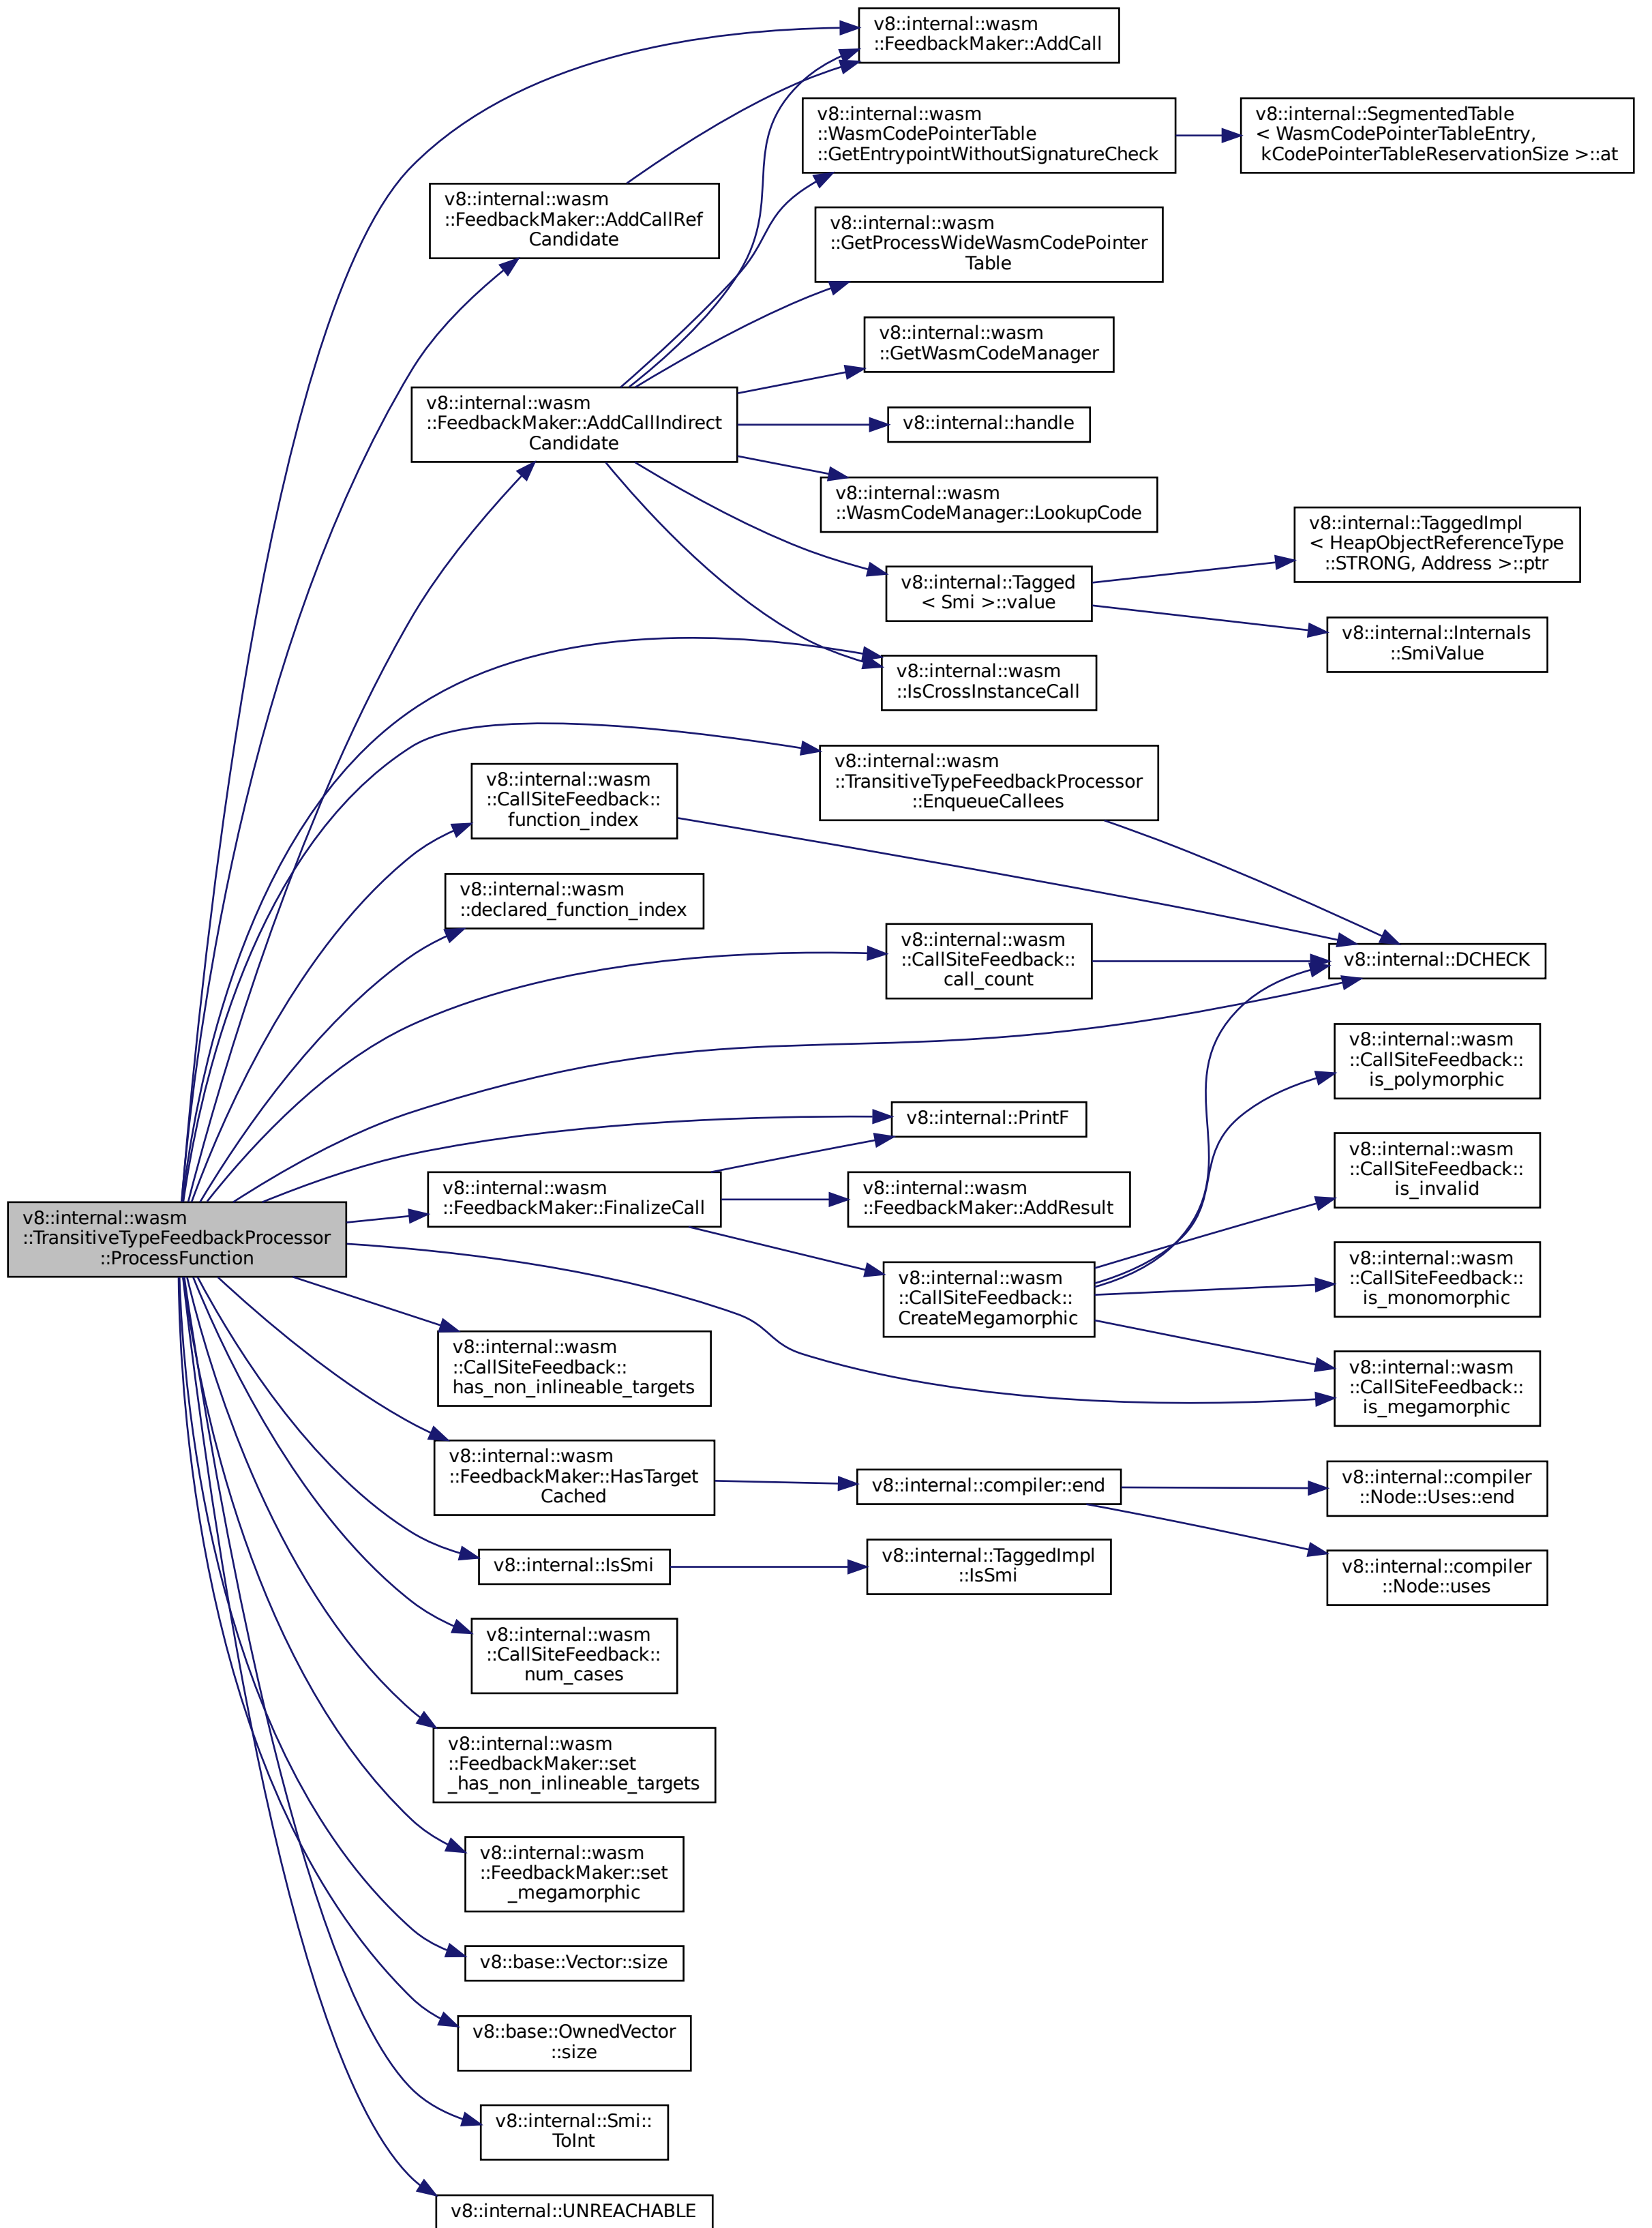 v8::internal::wasm
::FeedbackMaker::AddCall
v8::internal::wasm
::WasmCodePointerTable
::GetEntrypointWithoutSignatureCheck
v8::internal::SegmentedTable
< WasmCodePointerTableEntry,
kCodePointerTableReservationSize >::at
v8::internal::wasm
::FeedbackMaker::AddCallRef
Candidate
v8::internal::wasm
::GetProcessWideWasmCodePointer
Table
v8::internal::wasm
::GetWasmCodeManager
v8::internal::wasm
::FeedbackMaker::AddCallIndirect
Candidate
v8::internal::handle
v8::internal::wasm
::WasmCodeManager::LookupCode
v8::internal::TaggedImpl
< HeapObjectReferenceType
::STRONG, Address >::ptr
v8::internal::Tagged
< Smi >::value
v8::internal::Internals
::SmiValue
v8::internal::wasm
::IsCrossInstanceCall
v8::internal::wasm
::TransitiveTypeFeedbackProcessor
::EnqueueCallees
v8::internal::wasm
::CallSiteFeedback::
function_index
v8::internal::wasm
::declared_function_index
v8::internal::wasm
::CallSiteFeedback::
call_count
v8::internal::DCHECK
v8::internal::wasm
::CallSiteFeedback::
is_polymorphic
v8::internal::PrintF
v8::internal::wasm
::CallSiteFeedback::
is_invalid
v8::internal::wasm
::TransitiveTypeFeedbackProcessor
::ProcessFunction
v8::internal::wasm
::FeedbackMaker::FinalizeCall
v8::internal::wasm
::FeedbackMaker::AddResult
v8::internal::wasm
::CallSiteFeedback::
CreateMegamorphic
v8::internal::wasm
::CallSiteFeedback::
is_monomorphic
v8::internal::wasm
::CallSiteFeedback::
has_non_inlineable_targets
v8::internal::wasm
::CallSiteFeedback::
is_megamorphic
v8::internal::wasm
::FeedbackMaker::HasTarget
Cached
v8::internal::compiler::end
v8::internal::compiler
::Node::Uses::end
v8::internal::IsSmi
v8::internal::TaggedImpl
::IsSmi
v8::internal::compiler
::Node::uses
v8::internal::wasm
::CallSiteFeedback::
num_cases
v8::internal::wasm
::FeedbackMaker::set
_has_non_inlineable_targets
v8::internal::wasm
::FeedbackMaker::set
_megamorphic
v8::base::Vector::size
v8::base::OwnedVector
::size
v8::internal::Smi::
ToInt
v8::internal::UNREACHABLE